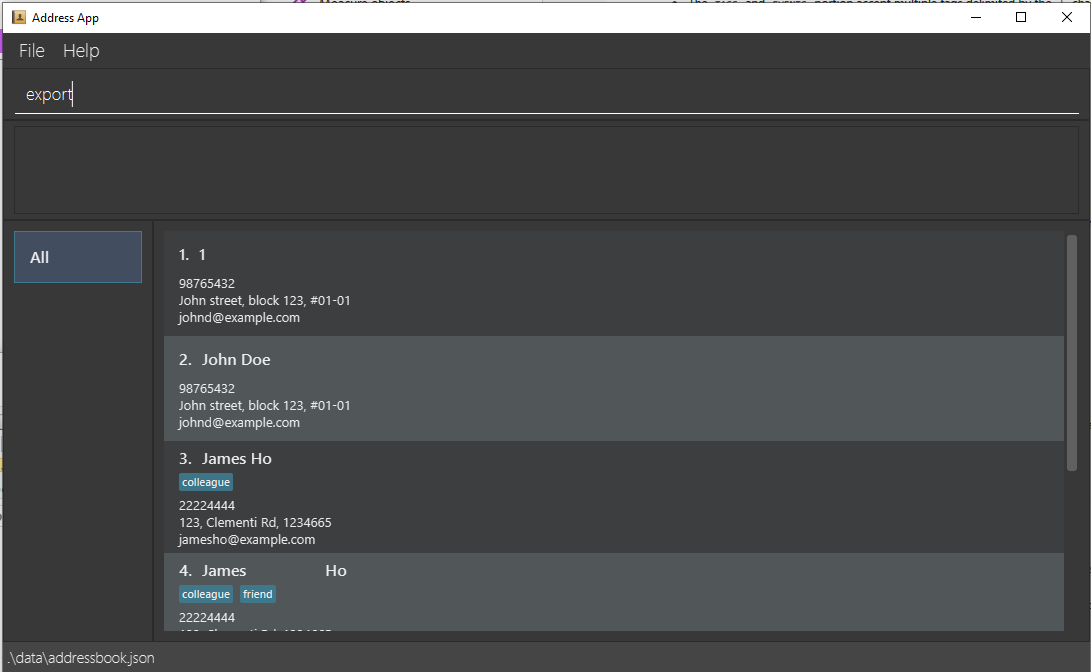 Address App
File Help
export
All
1. 1
98765432
John street, block 123, #01-01
johnd@example.com
2. John Doe
98765432
John street, block 123, #01-01
johnd@example.com
3. James Ho
colleague
22224444
123, Clementi Rd, 1234665
jamesho@example.com
4. James Ho
colleague friend
22224444
.\data\addressbook.json